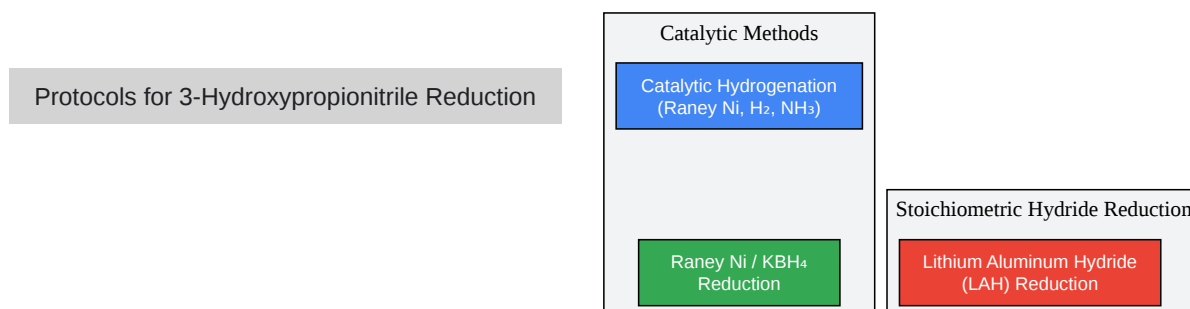 Protocols for 3-Hydroxypropionitrile Reduction
Catalytic Methods
Catalytic Hydrogenation
(Raney Ni, H₂, NH₃)
Raney Ni / KBH₄
Reduction
Stoichiometric Hydride Reduction
Lithium Aluminum Hydride
(LAH) Reduction